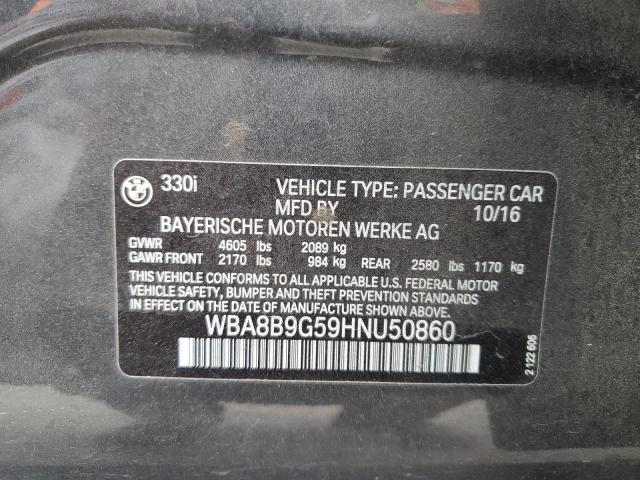 BMW
330i VEHICLE TYPE: PASSENGER CAR
MFD BY 10/16
BAYERISCHE MOTOREN WERKE AG
GVWR 4605 lbs 2089 kg
GAWR FRONT 2170 lbs 984 kg REAR 2580 lbs 1170 kg
THIS VEHICLE CONFORMS TO ALL APPLICABLE U.S. FEDERAL MOTOR
VEHICLE SAFETY, BUMPER AND THEFT PREVENTION STANDARDS
IN EFFECT ON THE DATE OF MANUFACTURE SHOWN ABOVE.
WBA8B9G59HNU50860
2 122 606